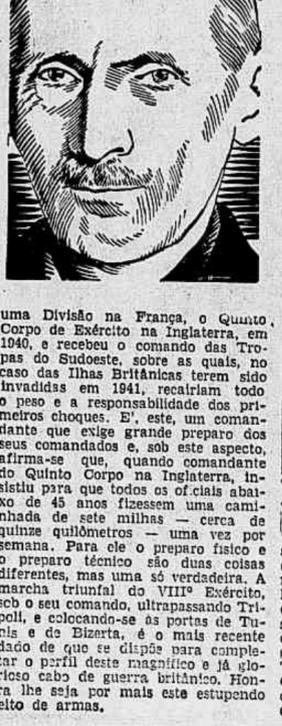 uma Divisão na França, o Quinto
Corpo de Exército na Inglaterra, em
1940, e recebeu o comando das Tro-
pas do Sudoeste, sobre as quais, no
caso das Ilhas Britânicas terem sido
invadidas em 1941, recairiam todo
o peso e a responsabilidade dos pri-
meiros choques. E', este, um coman-
dante que exige grande preparo dos
seus comandados e, sob este aspecto,
afirma-se que, quando comandante
do Quinto Corpo na Inglaterra, in-
sistiu para que todos os oficiais abai-
xo de 45 anos fizessem uma cami-
nhada de sete milhas — cerca de
quinze quilômetros — uma vez por
semana. Para ele o preparo físico e
o preparo técnico são duas coisas
diferentes, mas uma só verdadeira. A
marcha triunfal do VIIIº Exército,
sob o seu comando, ultrapassando Tri-
poli, e colocando-se às portas de Tu-
nis e de Bizerta, é o mais recente
dado de que se dispõe para comple-
tar o perfil deste magnífico e já glo-
rioso cabo de guerra britânico. Hon-
ra lhe seja por mais este estupendo
feito de armas.